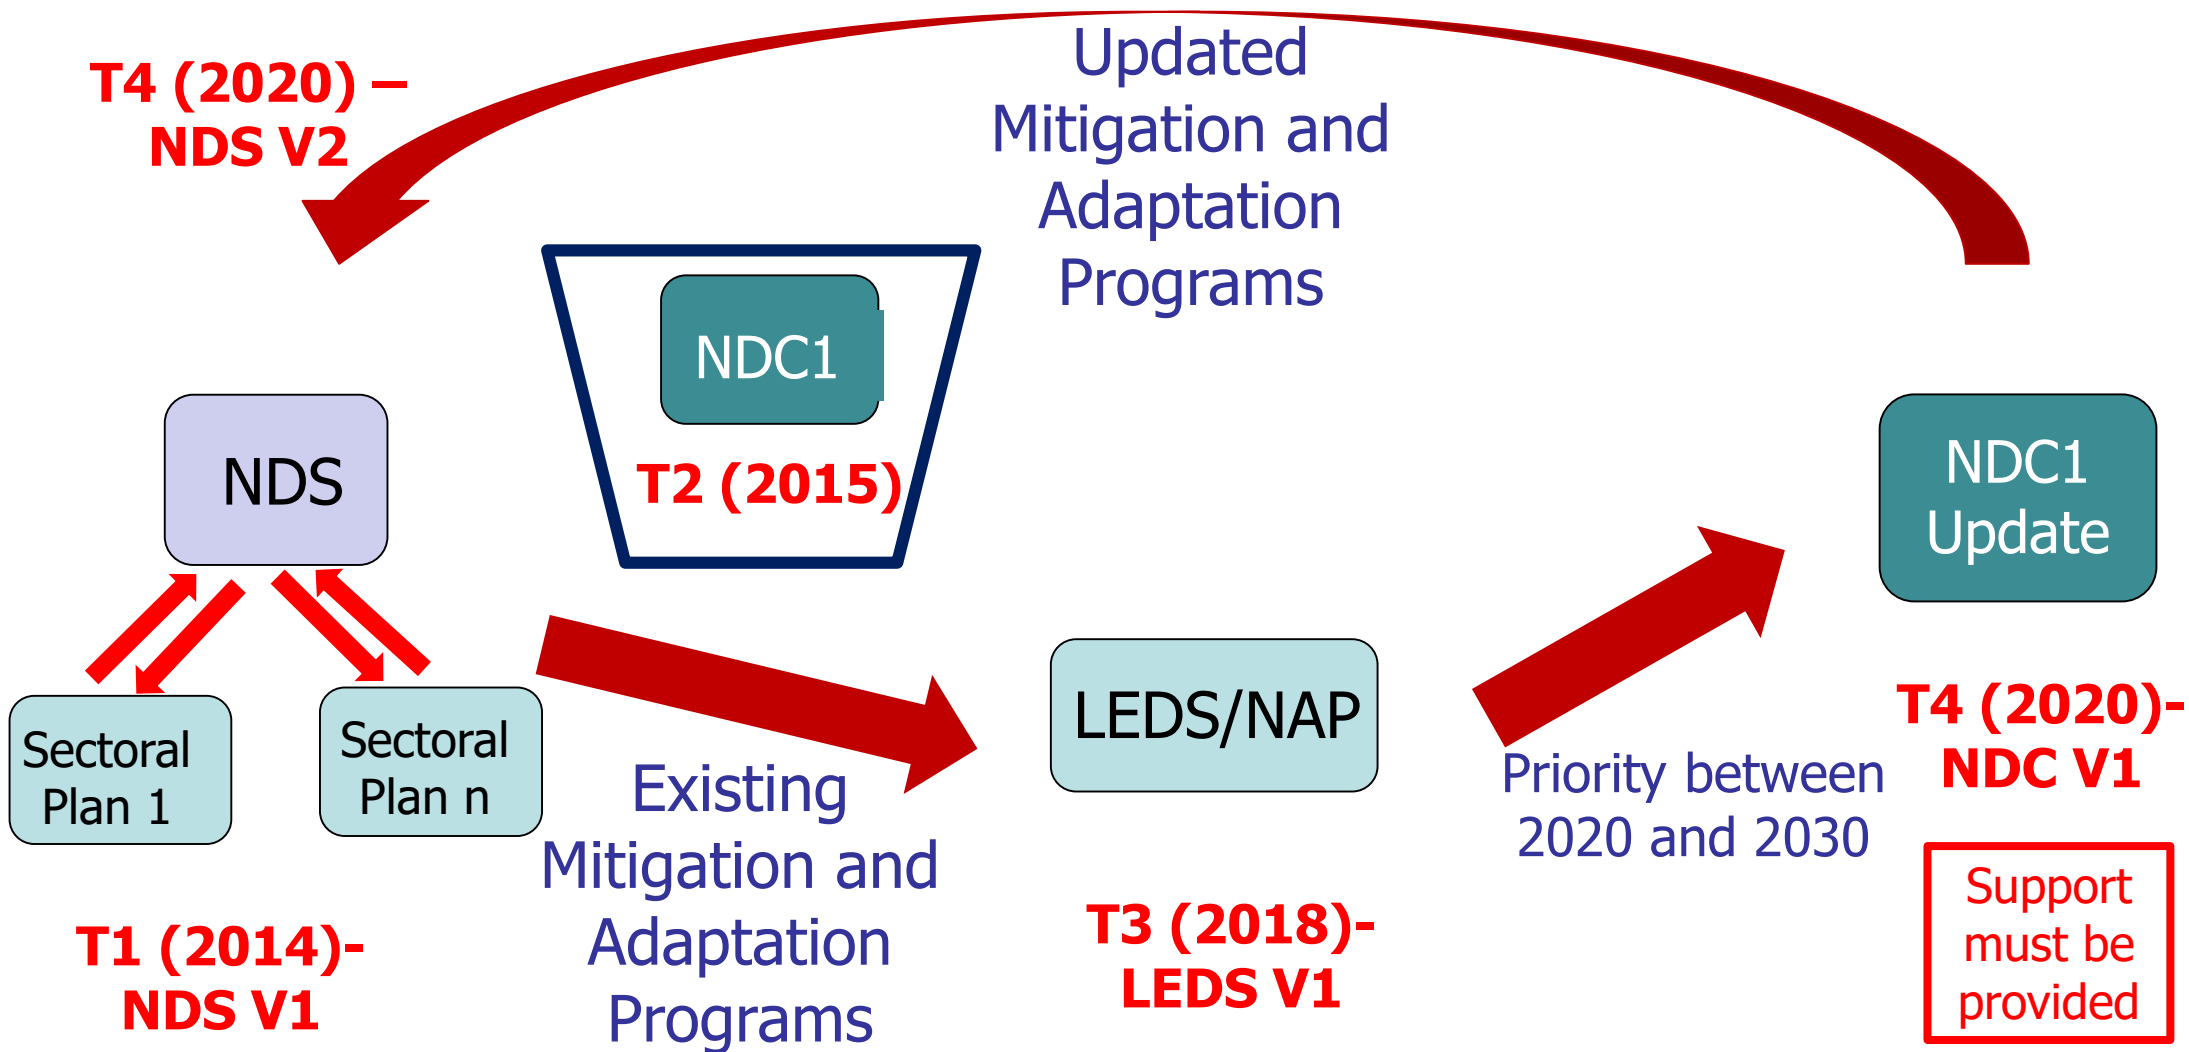 T4 (2020) –
NDS V2
Updated
Mitigation and
Adaptation
Programs
NDC1
T2 (2015)
NDS
Sectoral
Plan 1
Sectoral
Plan n
T1 (2014)-
NDS V1
Existing
Mitigation and
Adaptation
Programs
LEDS/NAP
T3 (2018)-
LEDS V1
Priority between
2020 and 2030
NDC1
Update
T4 (2020)-
NDC V1
Support
must be
provided